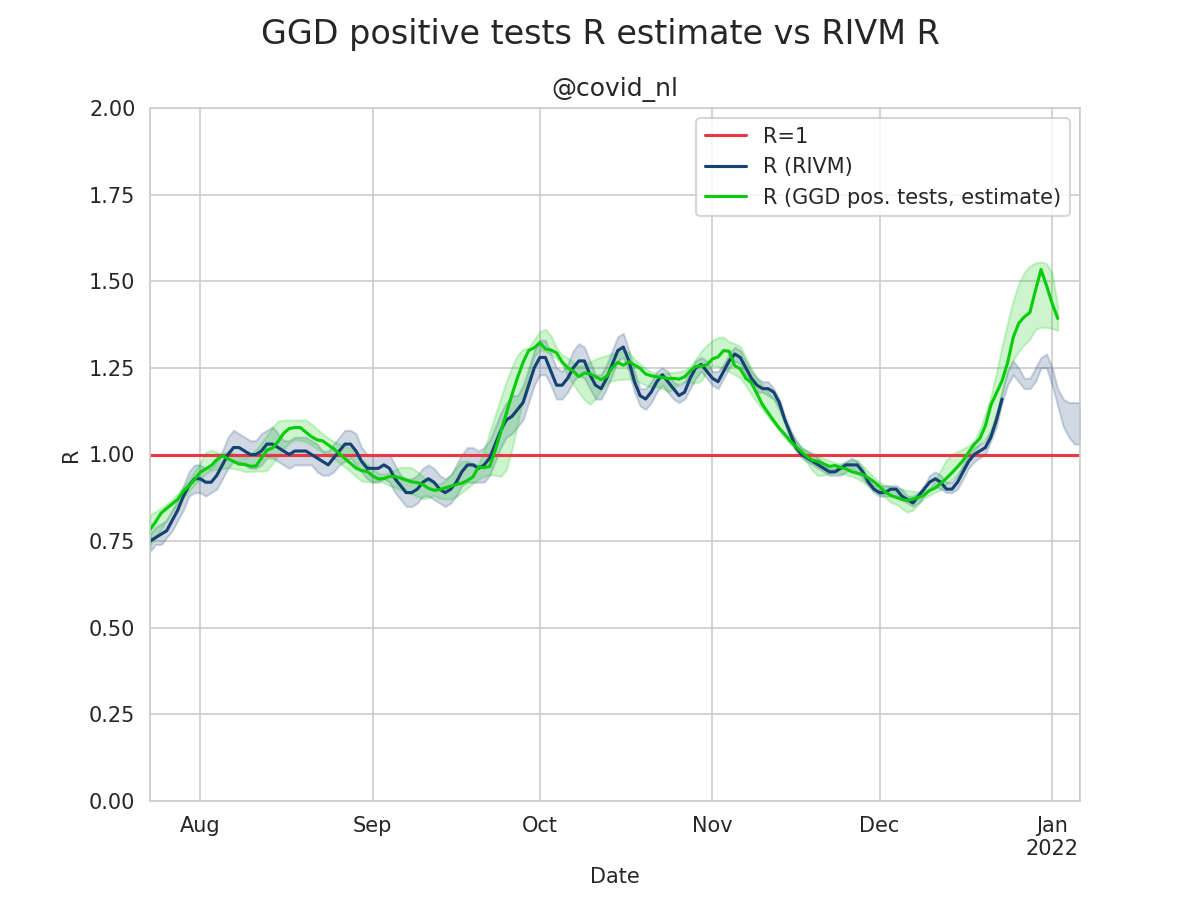 GGD positive tests R estimate vs RIVM R
@covid_nl
R=1
R (RIVM)
R (GGD pos. tests, estimate)
R
2.00
1.75
1.50
1.25
1.00
0.75
0.50
0.25
0.00
Aug
Sep
Oct
Nov
Dec
Jan
2022
Date